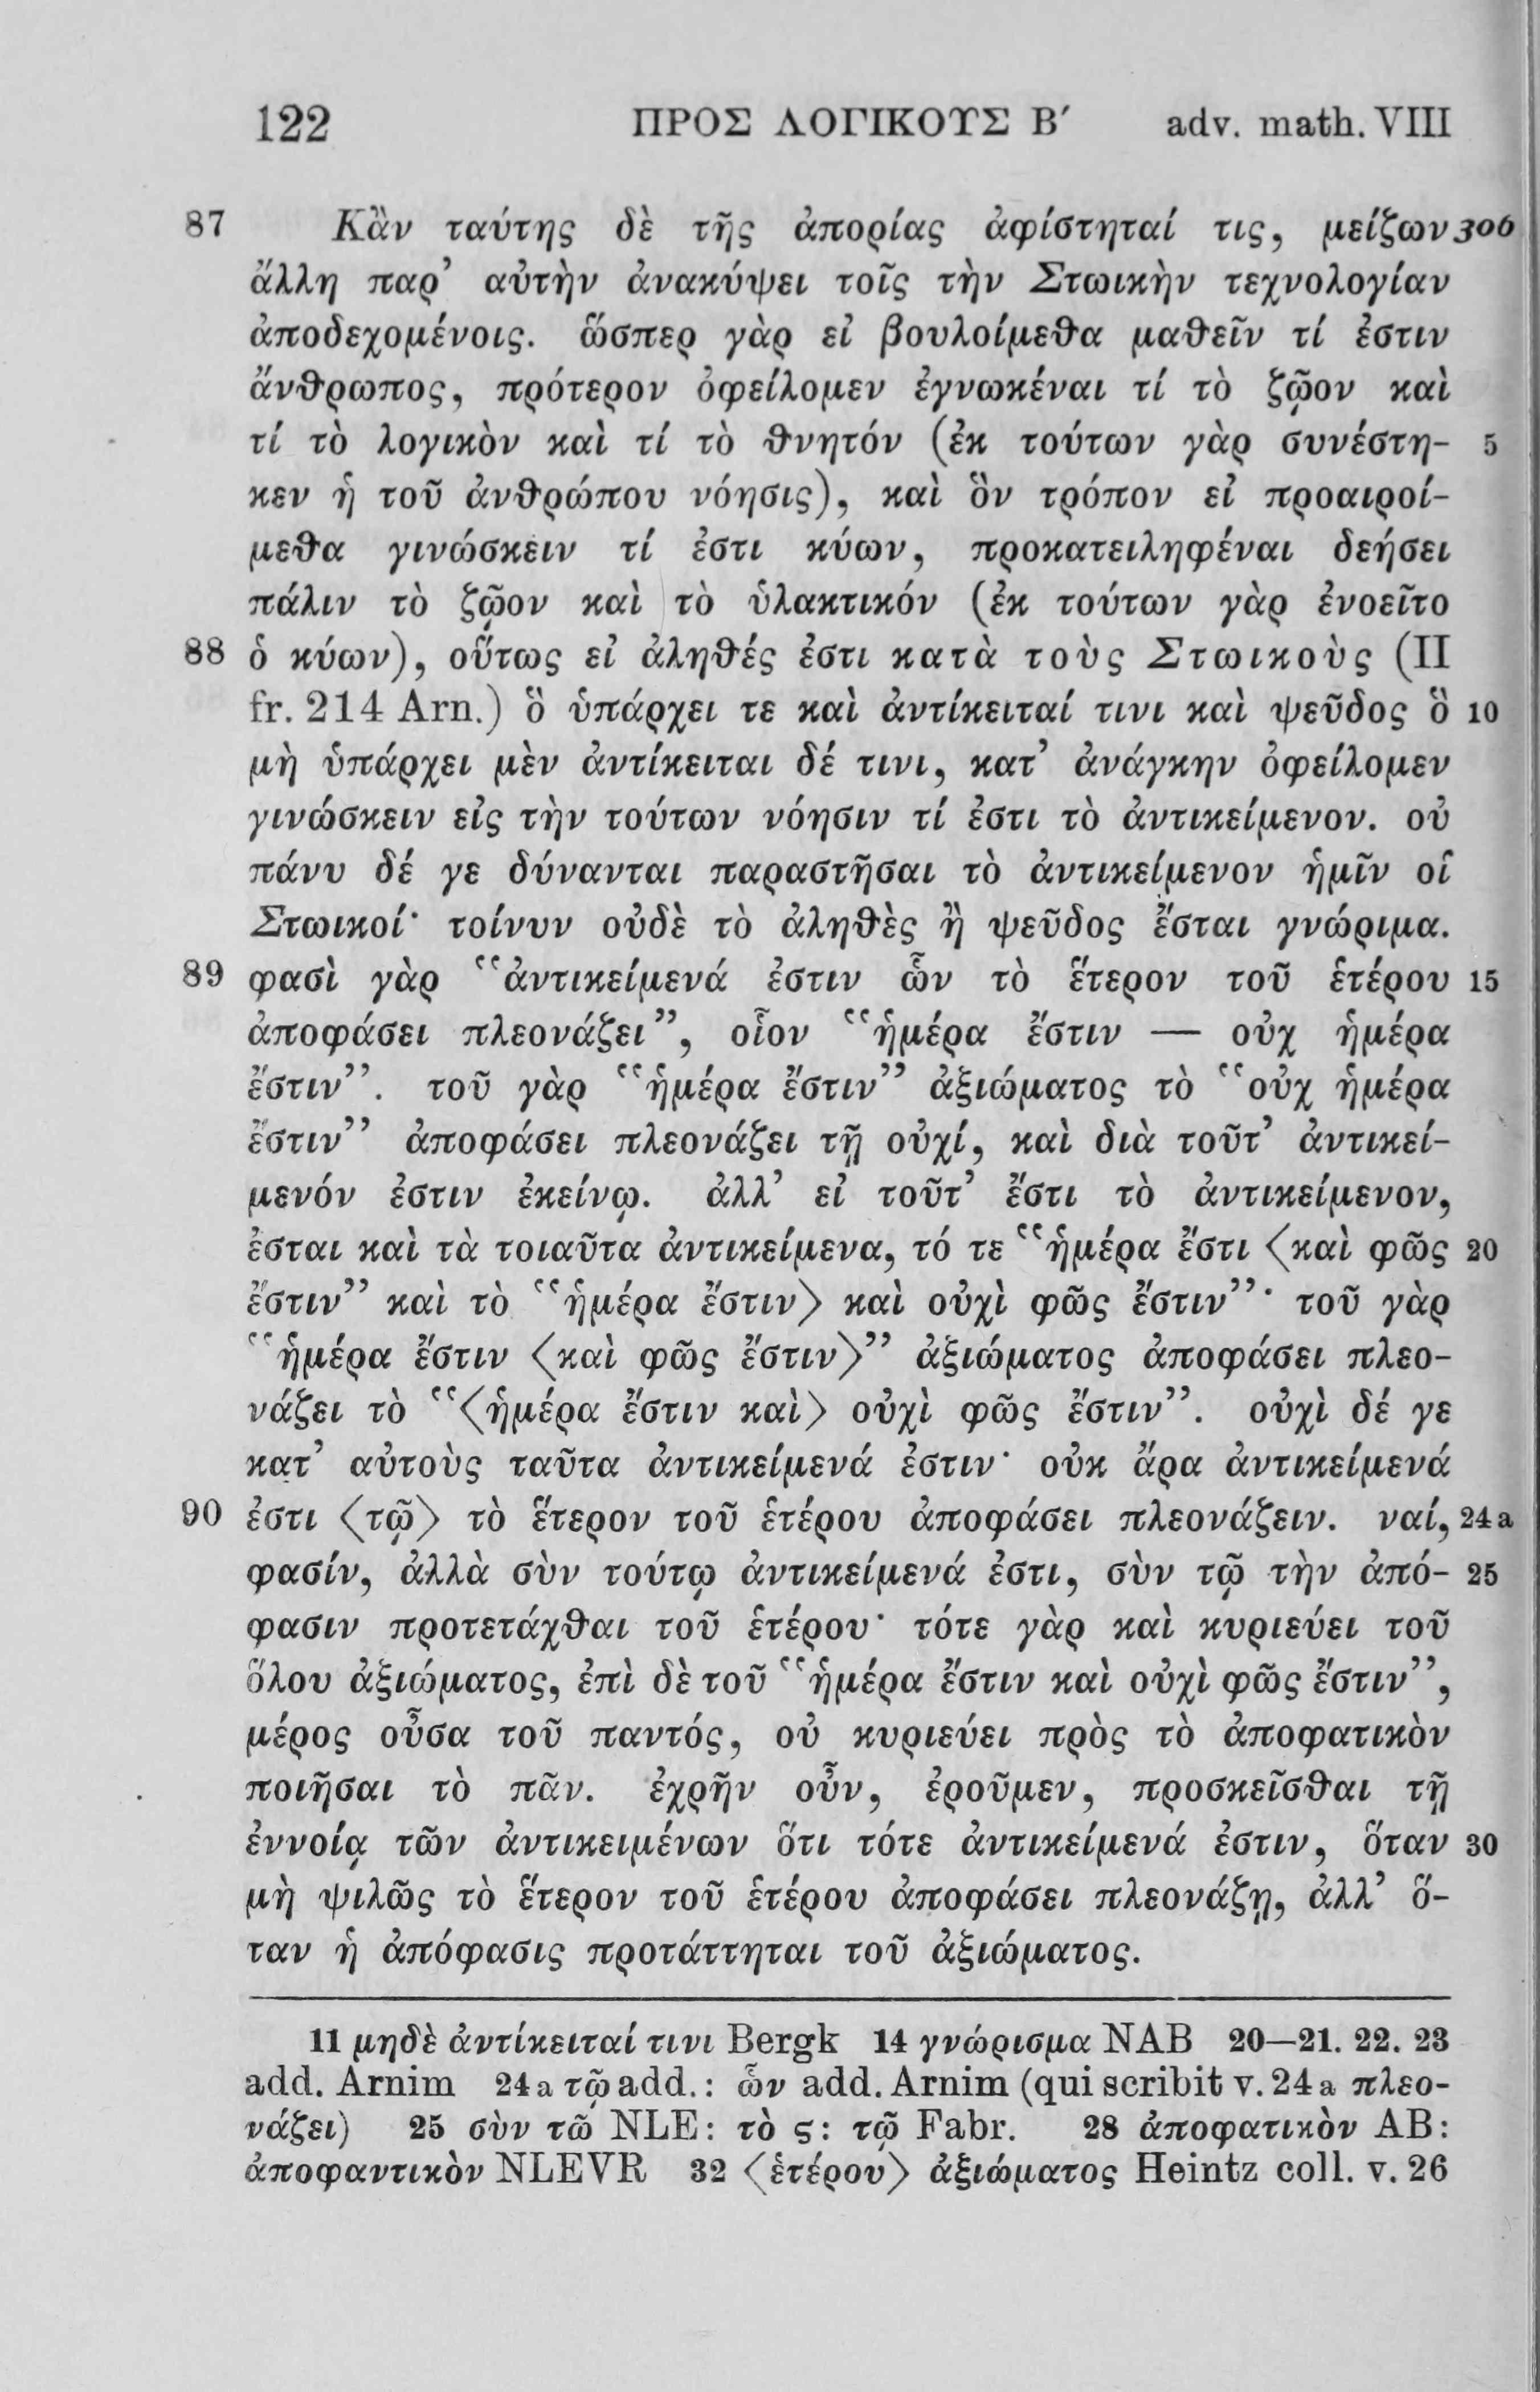 122 ΠΡΟΣ ΛΟΓΙΚΟΥΣ Β′ adv. math. VIII
87 Κἂν ταύτης δὲ τῆς ἀπορίας ἀφίστηταί τις, μείζων 306
ἄλλη παρ’ αὐτὴν ἀνακύψει τοῖς τὴν Στωικὴν τεχνολογίαν
ἀποδεχομένοις. ὥσπερ γὰρ εἰ βουλοίμεθα μαθεῖν τί ἐστιν
ἄνθρωπος, πρότερον ὀφείλομεν ἐγνωκέναι τί τὸ ζῷον καὶ
τί τὸ λογικὸν καὶ τί τὸ θνητόν (ἐκ τούτων γὰρ συνέστη- 5
κεν ἡ τοῦ ἀνθρώπου νόησις), καὶ ὃν τρόπον εἰ προαιροί-
μεθα γινώσκειν τί ἐστι κύων, προκατειληφέναι δεήσει
πάλιν τὸ ζῷον καὶ τὸ ὑλακτικόν (ἐκ τούτων γὰρ ἐνοεῖτο
88 ὁ κύων), οὕτως εἰ ἀληθές ἐστι κατὰ τοὺς Στωικοὺς (II
fr. 214 Arn.) ὃ ὑπάρχει τε καὶ ἀντίκειταί τινι καὶ ψεῦδος ὃ 10
μὴ ὑπάρχει μὲν ἀντίκειται δέ τινι, κατ’ ἀνάγκην ὀφείλομεν
γινώσκειν εἰς τὴν τούτων νόησιν τί ἐστι τὸ ἀντικείμενον. οὐ
πάνυ δέ γε δύνανται παραστῆσαι τὸ ἀντικείμενον ἡμῖν οἱ
Στωικοί· τοίνυν οὐδὲ τὸ ἀληθὲς ἢ ψεῦδος ἔσται γνώριμα.
89 φασὶ γὰρ “ἀντικείμενά ἐστιν ὧν τὸ ἕτερον τοῦ ἑτέρου 15
ἀποφάσει πλεονάζει”, οἷον “ἡμέρα ἔστιν — οὐχ ἡμέρα
ἔστιν”. τοῦ γὰρ “ἡμέρα ἔστιν” ἀξιώματος τὸ “οὐχ ἡμέρα
ἔστιν” ἀποφάσει πλεονάζει τῇ οὐχί, καὶ διὰ τοῦτ’ ἀντικεί-
μενόν ἐστιν ἐκείνῳ. ἀλλ’ εἰ τοῦτ’ ἔστι τὸ ἀντικείμενον,
ἔσται καὶ τὰ τοιαῦτα ἀντικείμενα, τό τε “ἡμέρα ἔστι ⟨καὶ φῶς 20
ἔστιν” καὶ τὸ “ἡμέρα ἔστιν⟩ καὶ οὐχὶ φῶς ἔστιν”· τοῦ γὰρ
“ἡμέρα ἔστιν ⟨καὶ φῶς ἔστιν⟩” ἀξιώματος ἀποφάσει πλεο-
νάζει τὸ “⟨ἡμέρα ἔστιν καὶ⟩ οὐχὶ φῶς ἔστιν”. οὐχὶ δέ γε
κατ’ αὐτοὺς ταῦτα ἀντικείμενά ἐστιν· οὐκ ἄρα ἀντικείμενά
90 ἐστι ⟨τῷ⟩ τὸ ἕτερον τοῦ ἑτέρου ἀποφάσει πλεονάζειν. ναί, 24a
φασίν, ἀλλὰ σὺν τούτῳ ἀντικείμενά ἐστι, σὺν τῷ τὴν ἀπό- 25
φασιν προτετάχθαι τοῦ ἑτέρου· τότε γὰρ καὶ κυριεύει τοῦ
ὅλου ἀξιώματος, ἐπὶ δὲ τοῦ “ἡμέρα ἔστιν καὶ οὐχὶ φῶς ἔστιν”,
μέρος οὖσα τοῦ παντός, οὐ κυριεύει πρὸς τὸ ἀποφατικὸν
ποιῆσαι τὸ πᾶν. ἐχρῆν οὖν, ἐροῦμεν, προσκεῖσθαι τῇ
ἐννοίᾳ τῶν ἀντικειμένων ὅτι τότε ἀντικείμενά ἐστιν, ὅταν 30
μὴ ψιλῶς τὸ ἕτερον τοῦ ἑτέρου ἀποφάσει πλεονάζῃ, ἀλλ’ ὅ-
ταν ἡ ἀπόφασις προτάττηται τοῦ ἀξιώματος.
11 μηδὲ ἀντίκειταί τινι Bergk 14 γνώρισμα NAB 20—21. 22. 23
add. Arnim 24a τῷ add.: ὧν add. Arnim (qui scribit v. 24a πλεο-
νάζει) 25 σὺν τῶ NLE: τὸ ς: τῷ Fabr. 28 ἀποφατικὸν AB:
ἀποφαντικὸν NLEVR 32 ⟨ἑτέρου⟩ ἀξιώματος Heintz coll. v. 26